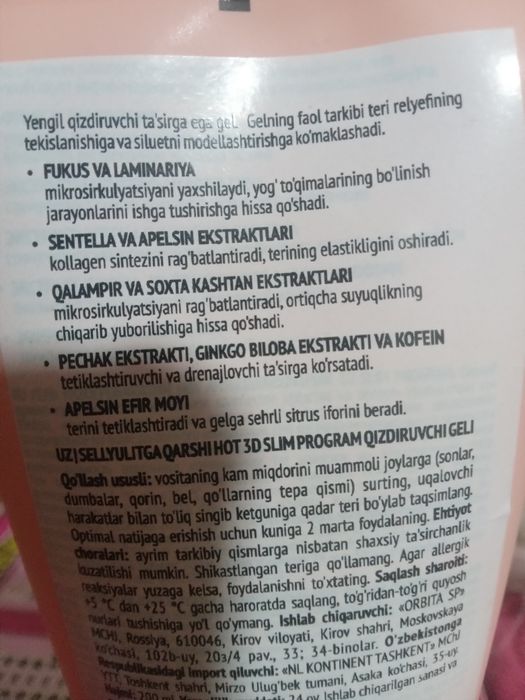 Yengil qizdiruvchi ta'sirga ega gel. Gelning faol tarkibi teri relyefining
tekislanishiga va siluetni modellashtirishga ko'maklashadi.
• FUKUS VA LAMINARIYA
mikrosirkulyatsiyani yaxshilaydi, yog' to'qimalarining bo'linish
jarayonlarini ishga tushirishga hissa qo'shadi.
• SENTELLA VA APELSIN EKSTRAKTLARI
kollagen sintezini rag'batlantiradi, terining elastikligini oshiradi.
• QALAMPIR VA SOXTA KASHTAN EKSTRAKTLARI
mikrosirkulyatsiyani rag'batlantiradi, ortiqcha suyuqlikning
chiqarib yuborilishiga hissa qo'shadi.
• PECHAK EKSTRAKTI, GINKGO BILOBA EKSTRAKTI VA KOFEIN
tetiklashtiruvchi va drenajlovchi ta'sirga ko'rsatadi.
• APELSIN EFIR MOYI
terini tetiklashtiradi va gelga sehrli sitrus iforini beradi.
UZ | SELLYULITGA QARSHI HOT 3D SLIM PROGRAM QIZDIRUVCHI GELI
Qo'llash usuli: vositaning kam miqdorini muammoli joylarga (sonlar,
dumbalar, qorin, bel, qo'llarning tepa qismi) surting, uqalovchi
harakatlar bilan to'liq singib ketguniga qadar teri bo'ylab taqsimlang.
Optimal natijaga erishish uchun kuniga 2 marta foydalaning. Ehtiyot
choralari: ayrim tarkibiy qismlarga nisbatan shaxsiy ta'sirchanlik
kuzatilishi mumkin. Shikastlangan teriga qo'llamang. Agar allergik
reaksiyalar yuzaga kelsa, foydalanishni to'xtating. Saqlash sharoiti:
+5 °C dan +25 °C gacha haroratda saqlang, to'g'ridan-to'g'ri quyosh
nurlari tushishiga yo'l qo'ymang. Ishlab chiqaruvchi: «ORBITA SP»
MCHJ, Rossiya, 610046, Kirov viloyati, Kirov shahri, Moskovskaya
ko'chasi, 102b-uy, 203/4 pav., 33; 34-binolar. O'zbekistonga
Respublikasidagi import qiluvchi: «NL KONTINENT TASHKENT» MChJ
YTT, Toshkent shahri, Mirzo Ulug'bek tumani, Asaka ko'chasi, 35-uy.
Hajmi: 200 ml. 24 oy. Ishlab chiqarilgan sanasi va